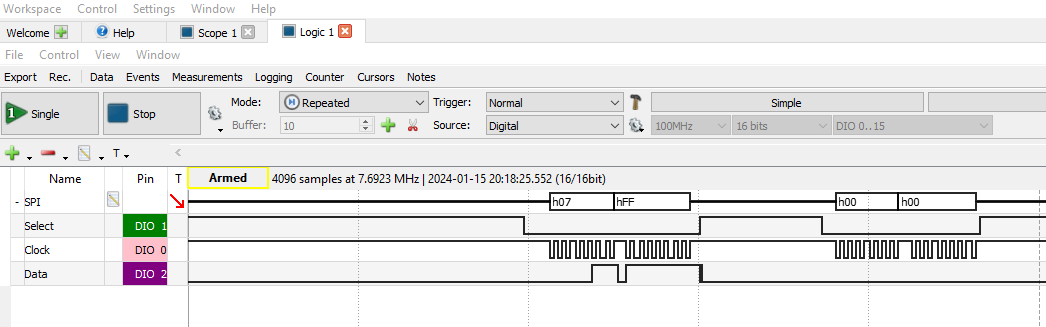 Workspace Control Settings Window Help
Welcome Help Scope 1 Logic 1
File Control View Window
Export Rec. Data Events Measurements Logging Counter Cursors Notes
1 Single Stop Mode: Repeated Trigger: Normal Simple
Buffer: 10 Source: Digital 100MHz 16 bits DIO 0..15
T
Name Pin T Armed 4096 samples at 7.6923 MHz | 2024-01-15 20:18:25.552 (16/16bit)
- SPI h07 hFF h00 h00
Select DIO 1
Clock DIO 0
Data DIO 2